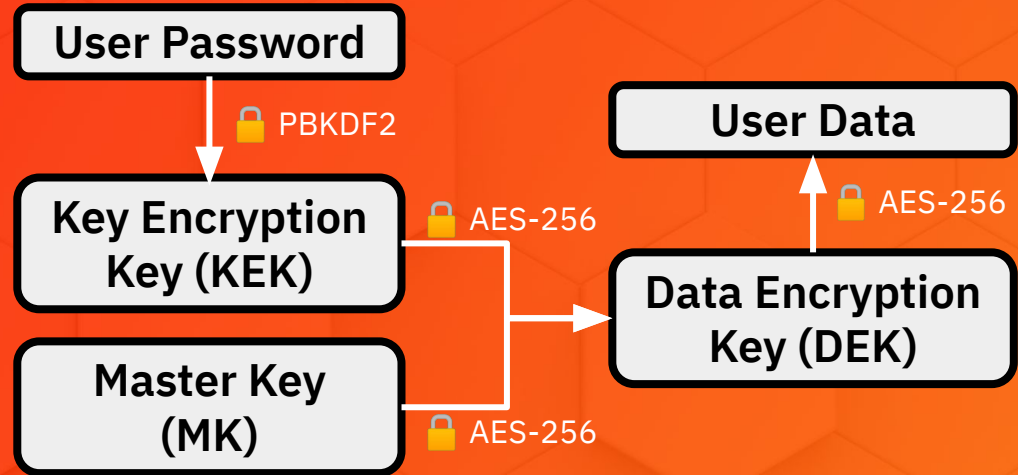 User Password
PBKDF2
Key Encryption
Key (KEK)
AES-256
Master Key
(MK)
AES-256
User Data
AES-256
Data Encryption
Key (DEK)